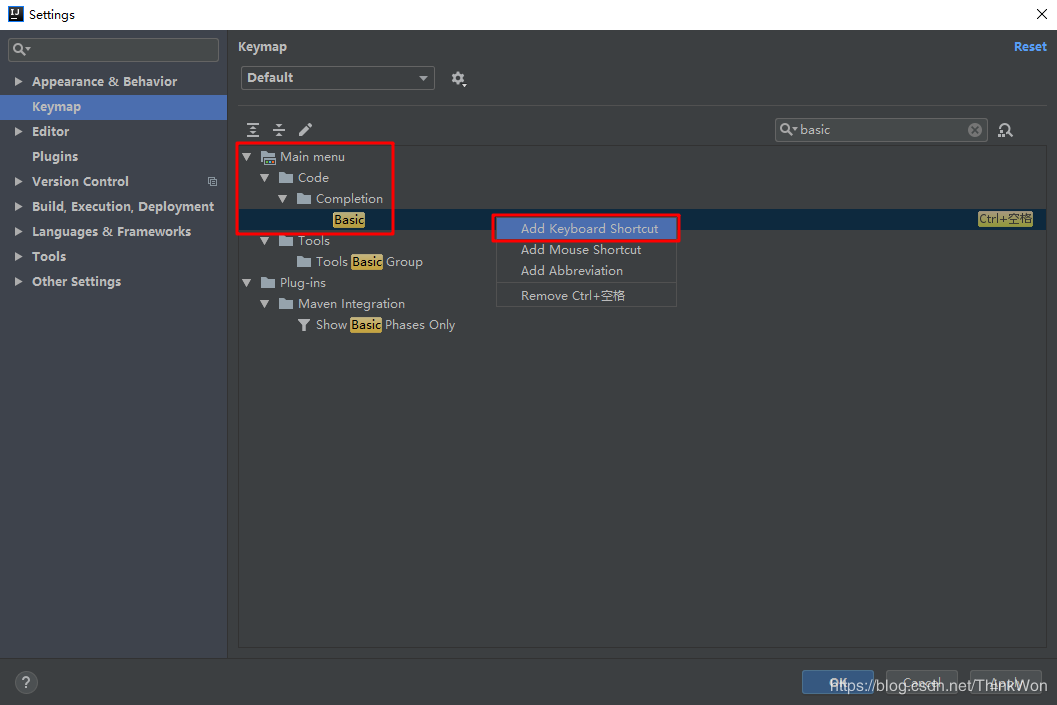 IJ Settings
Keymap Reset
Appearance & Behavior
Keymap
Editor
Plugins
Version Control
Build, Execution, Deployment
Languages & Frameworks
Tools
Other Settings
Default
basic
Main menu
Code
Completion
Basic Ctrl+空格
Tools
Tools Basic Group
Plug-ins
Maven Integration
Show Basic Phases Only
Add Keyboard Shortcut
Add Mouse Shortcut
Add Abbreviation
Remove Ctrl+空格
?
OK Cancel Apply
https://blog.csdn.net/ThinkWon